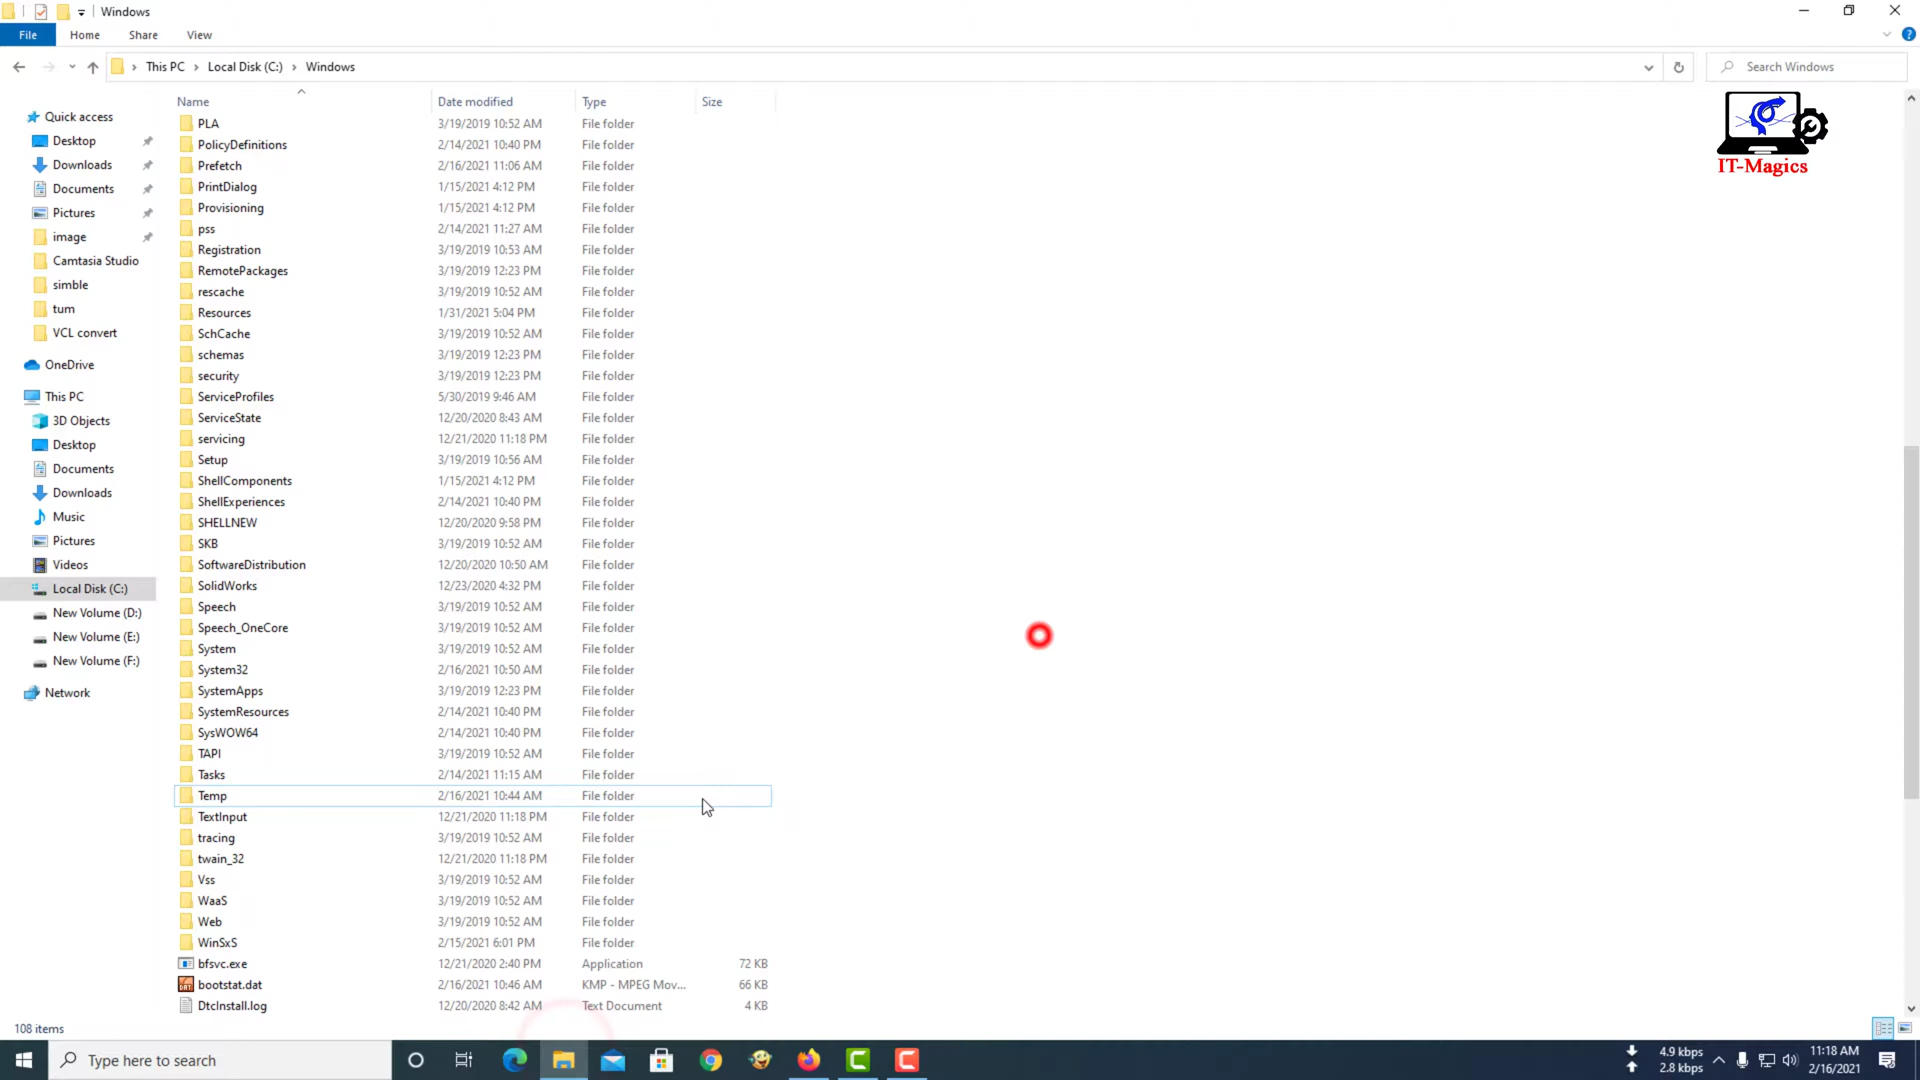 Windows
File Home Share View
This PC Local Disk (C:) Windows
Search Windows
IT-Magics
Quick access
Desktop
Downloads
Documents
Pictures
image
Camtasia Studio
simble
tum
VCL convert
OneDrive
This PC
3D Objects
Desktop
Documents
Downloads
Music
Pictures
Videos
Local Disk (C:)
New Volume (D:)
New Volume (E:)
New Volume (F:)
Network
Name Date modified Type Size
PLA 3/19/2019 10:52 AM File folder
PolicyDefinitions 2/14/2021 10:40 PM File folder
Prefetch 2/16/2021 11:06 AM File folder
PrintDialog 1/15/2021 4:12 PM File folder
Provisioning 1/15/2021 4:12 PM File folder
pss 2/14/2021 11:27 AM File folder
Registration 3/19/2019 10:53 AM File folder
RemotePackages 3/19/2019 12:23 PM File folder
rescache 3/19/2019 10:52 AM File folder
Resources 1/31/2021 5:04 PM File folder
SchCache 3/19/2019 10:52 AM File folder
schemas 3/19/2019 12:23 PM File folder
security 3/19/2019 12:23 PM File folder
ServiceProfiles 5/30/2019 9:46 AM File folder
ServiceState 12/20/2020 8:43 AM File folder
servicing 12/21/2020 11:18 PM File folder
Setup 3/19/2019 10:56 AM File folder
ShellComponents 1/15/2021 4:12 PM File folder
ShellExperiences 2/14/2021 10:40 PM File folder
SHELLNEW 12/20/2020 9:58 PM File folder
SKB 3/19/2019 10:52 AM File folder
SoftwareDistribution 12/20/2020 10:50 AM File folder
SolidWorks 12/23/2020 4:32 PM File folder
Speech 3/19/2019 10:52 AM File folder
Speech_OneCore 3/19/2019 10:52 AM File folder
System 3/19/2019 10:52 AM File folder
System32 2/16/2021 10:50 AM File folder
SystemApps 3/19/2019 12:23 PM File folder
SystemResources 2/14/2021 10:40 PM File folder
SysWOW64 2/14/2021 10:40 PM File folder
TAPI 3/19/2019 10:52 AM File folder
Tasks 2/14/2021 11:15 AM File folder
Temp 2/16/2021 10:44 AM File folder
TextInput 12/21/2020 11:18 PM File folder
tracing 3/19/2019 10:52 AM File folder
twain_32 12/21/2020 11:18 PM File folder
Vss 3/19/2019 10:52 AM File folder
WaaS 3/19/2019 10:52 AM File folder
Web 3/19/2019 10:52 AM File folder
WinSxS 2/15/2021 6:01 PM File folder
bfsvc.exe 12/21/2020 2:40 PM Application 72 KB
bootstat.dat 2/16/2021 10:46 AM KMP - MPEG Mov... 66 KB
DtcInstall.log 12/20/2020 8:42 AM Text Document 4 KB
108 items
Type here to search
4.9 kbps
2.8 kbps
11:18 AM
2/16/2021